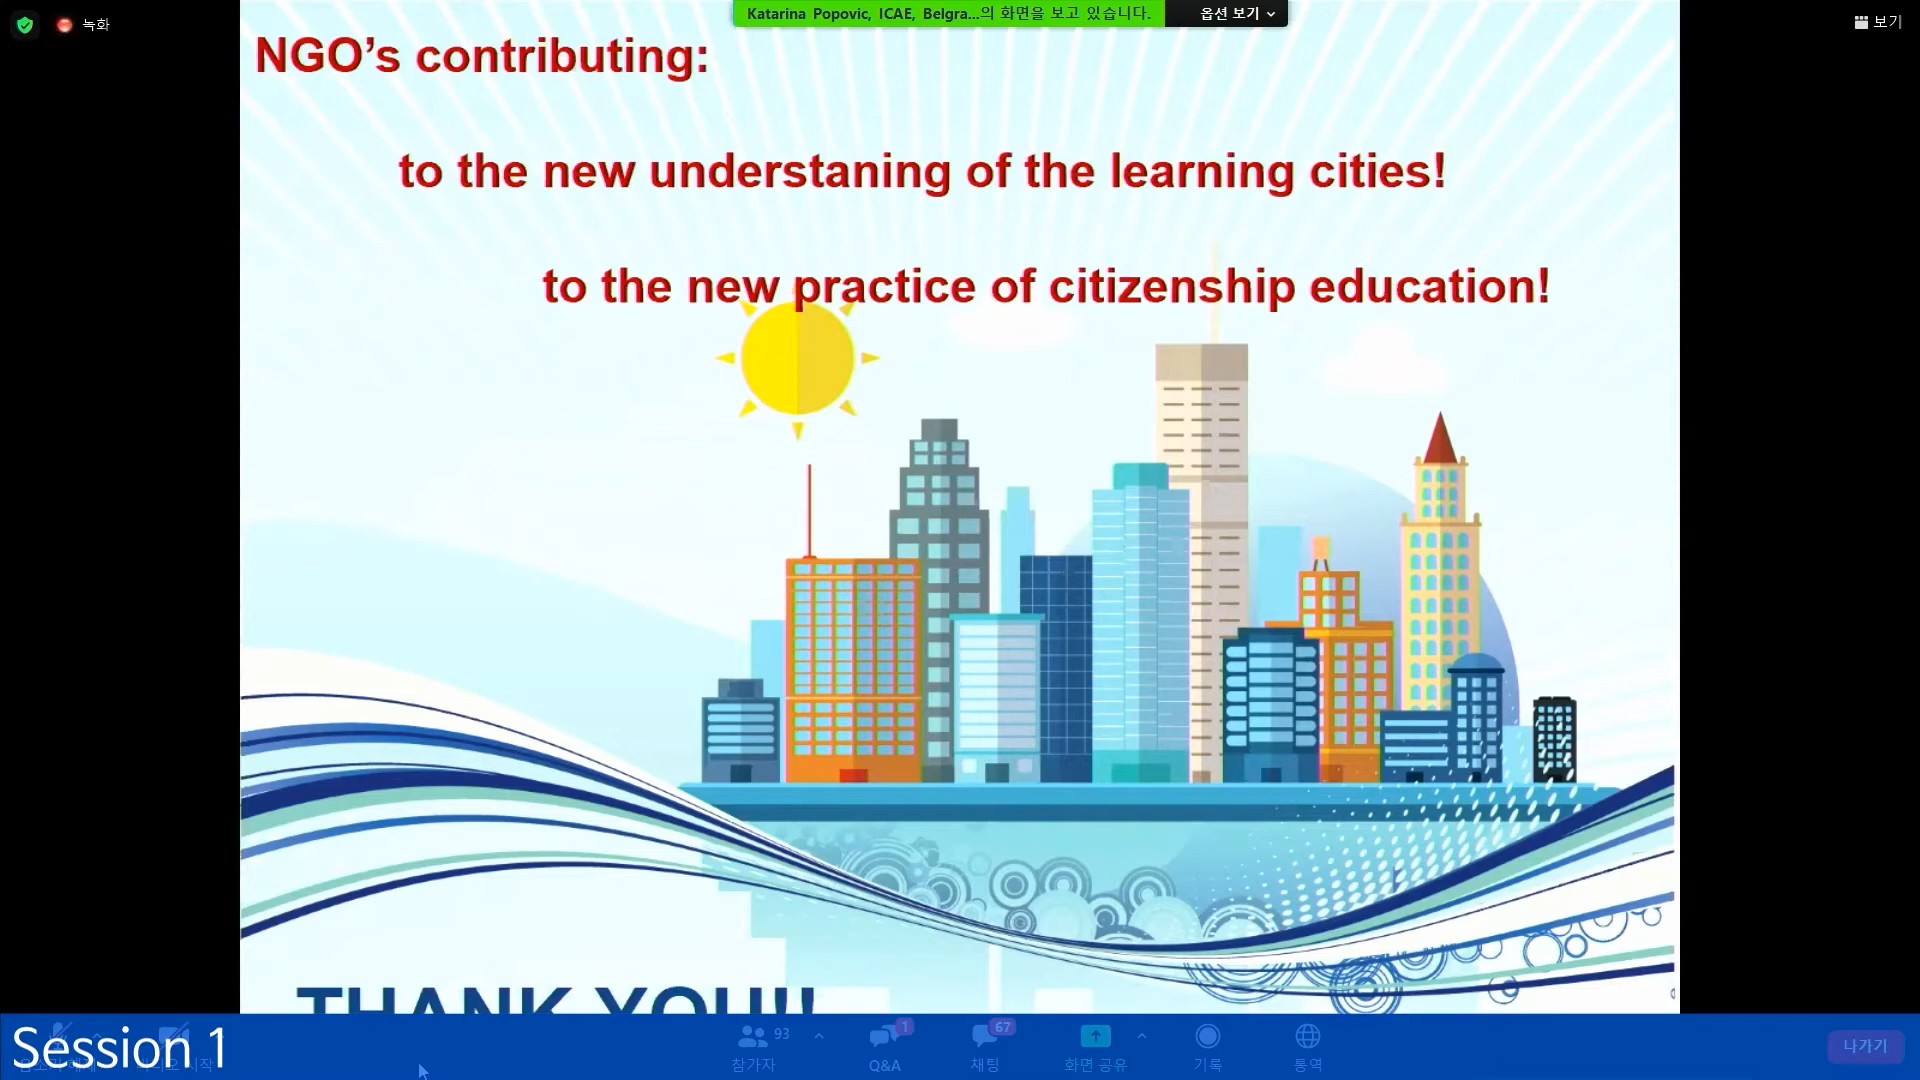 Katarina Popovic, ICAE, Belgra...의 화면을 보고 있습니다.
옵션 보기
녹화
보기
NGO’s contributing:
to the new understaning of the learning cities!
to the new practice of citizenship education!
THANK YOU!!
Session 1
93
참가자
1
Q&A
67
채팅
화면 공유
기록
통역
나가기